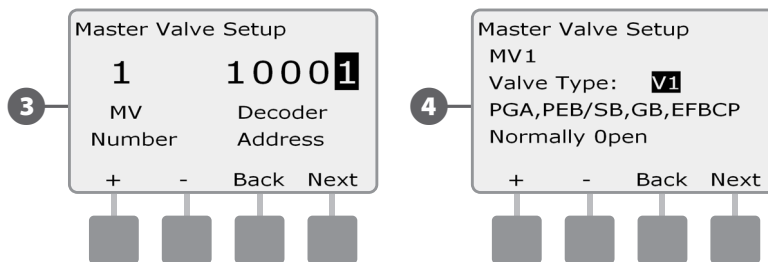 3
Master Valve Setup
1 10001
MV Decoder
Number Address
+ - Back Next
4
Master Valve Setup
MV1
Valve Type: V1
PGA,PEB/SB,GB,EFBCP
Normally 0pen
+ - Back Next